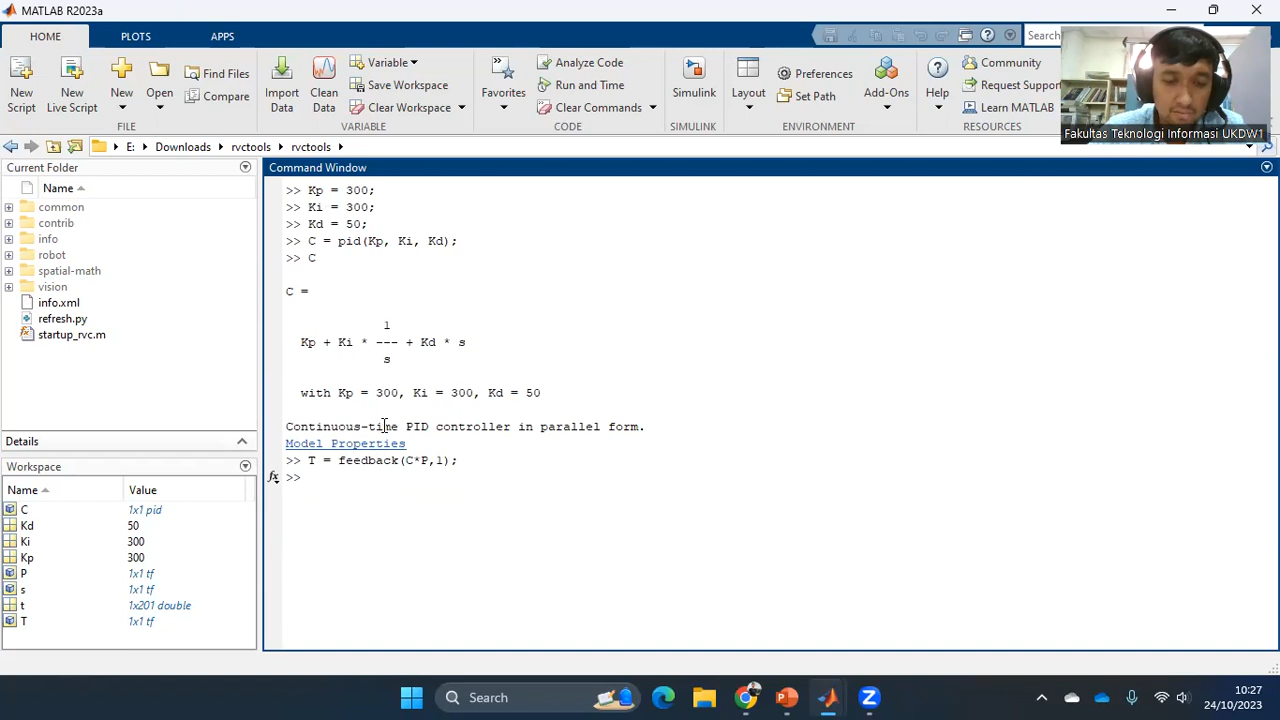 MATLAB R2023a
HOME PLOTS APPS
Search
New Script
New Live Script
New
Open
Find Files
Compare
FILE
Import Data
Clean Data
Variable
Save Workspace
Clear Workspace
VARIABLE
Favorites
Analyze Code
Run and Time
Clear Commands
CODE
Simulink
SIMULINK
Layout
Preferences
Set Path
Add-Ons
ENVIRONMENT
Help
Community
Request Support
Learn MATLAB
RESOURCES
Fakultas Teknologi Informasi UKDW1
E: Downloads rvctools rvctools
Current Folder
Name
common
contrib
info
robot
spatial-math
vision
info.xml
refresh.py
startup_rvc.m
Details
Workspace
Name Value
C 1x1 pid
Kd 50
Ki 300
Kp 300
P 1x1 tf
s 1x1 tf
t 1x201 double
T 1x1 tf
Command Window
>> Kp = 300;
>> Ki = 300;
>> Kd = 50;
>> C = pid(Kp, Ki, Kd);
>> C
C =
1
Kp + Ki * --- + Kd * s
s
with Kp = 300, Ki = 300, Kd = 50
Continuous-time PID controller in parallel form.
Model Properties
>> T = feedback(C*P,1);
fx >>
Search
10:27
24/10/2023